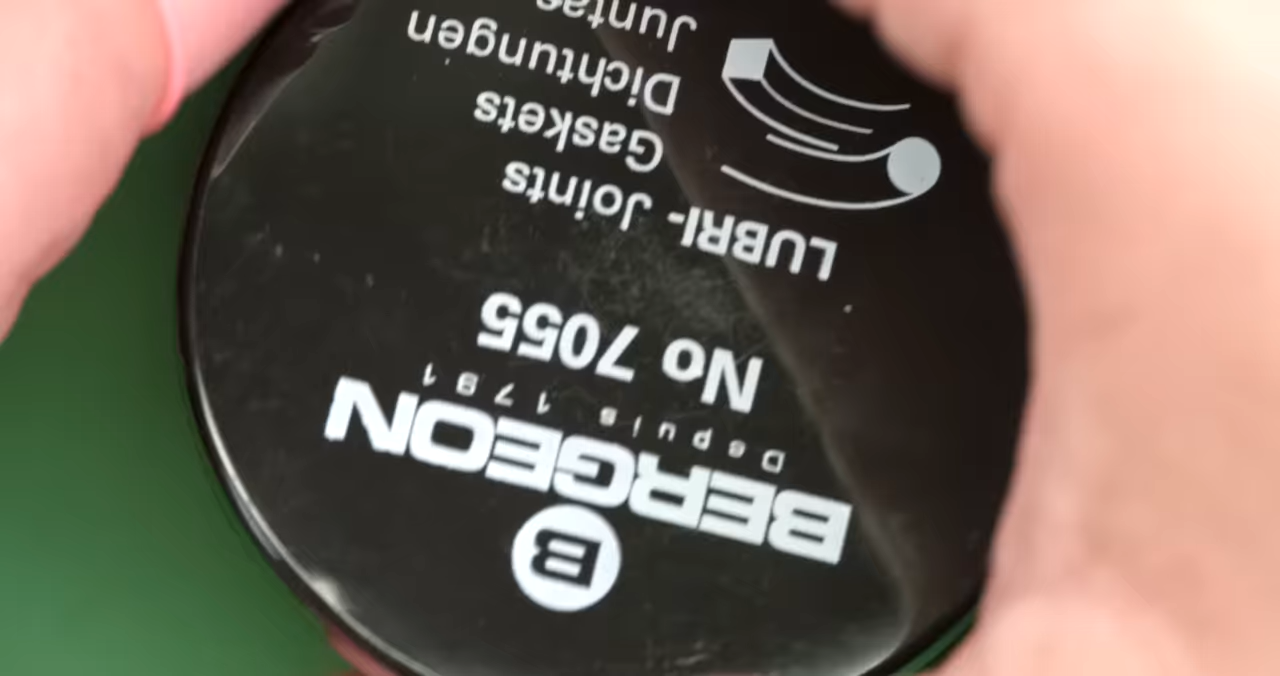 B
BERGEON
Depuis 1791
No 7055
LUBRI- Joints
Gaskets
Dichtungen
Juntas